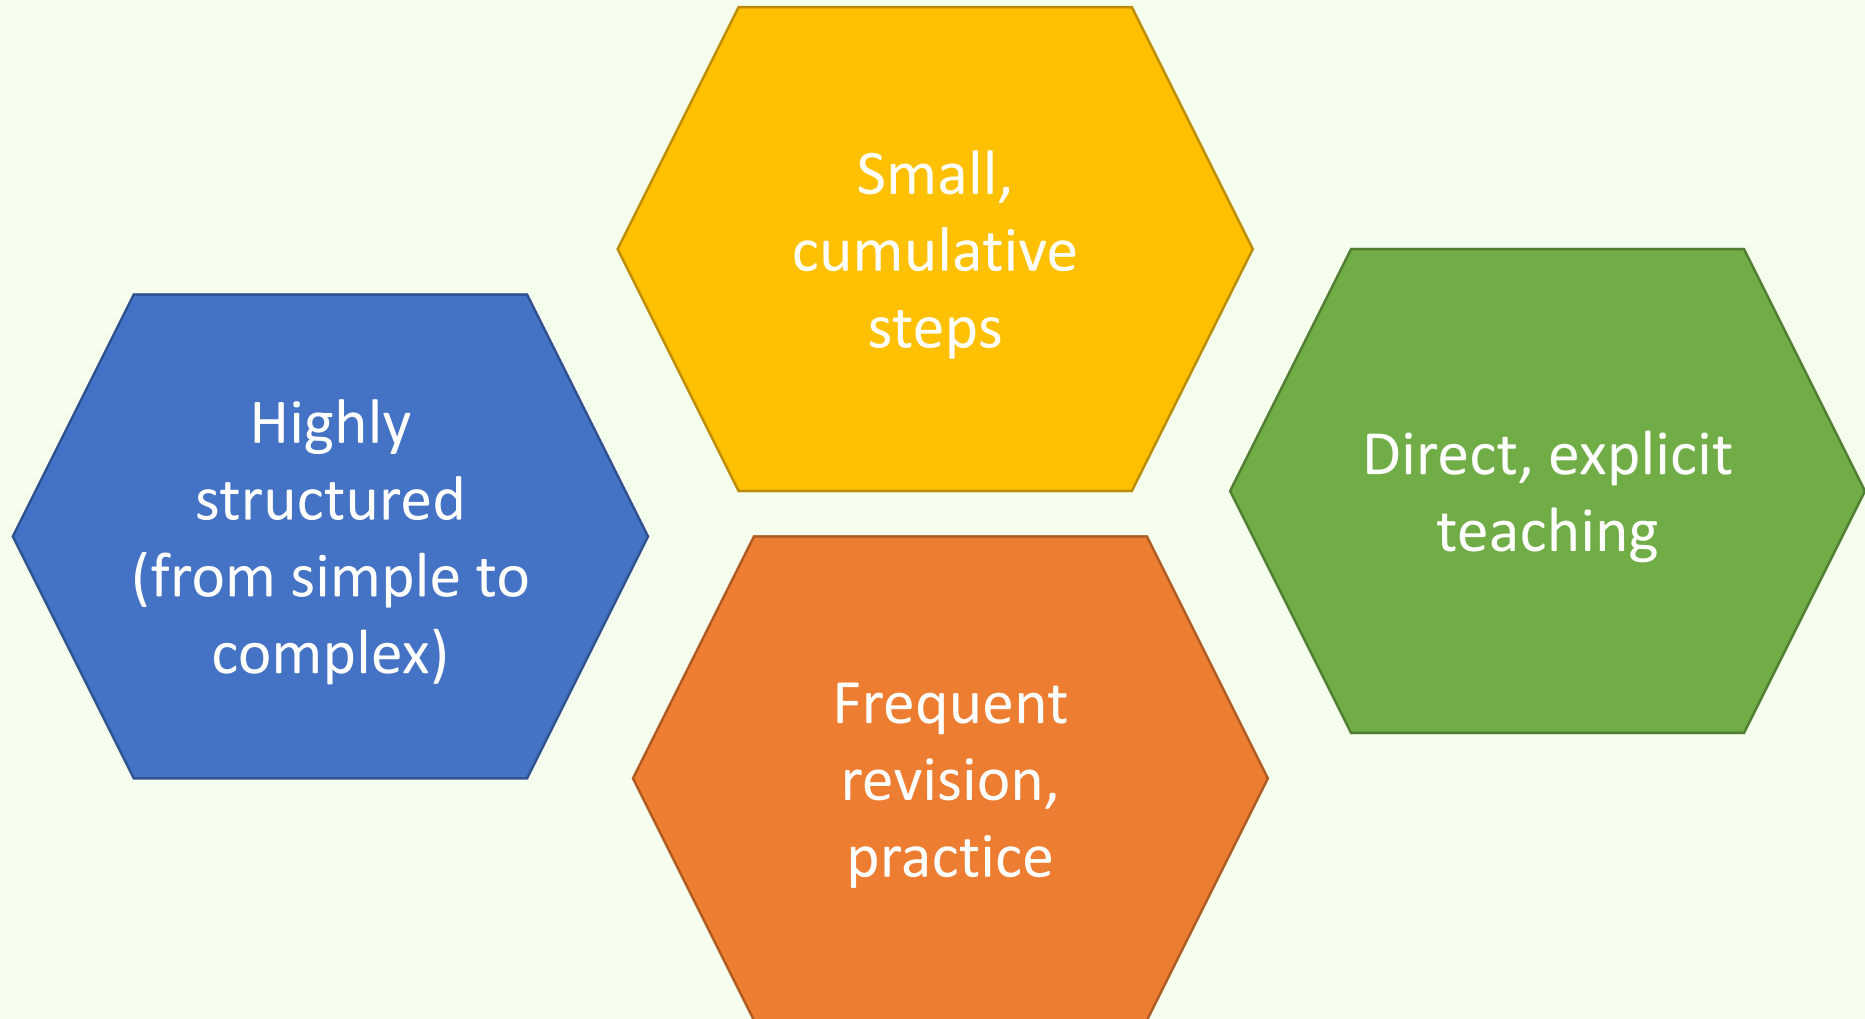 Small,
cumulative
steps
Highly
structured
(from simple to
complex)
Direct, explicit
teaching
Frequent
revision,
practice